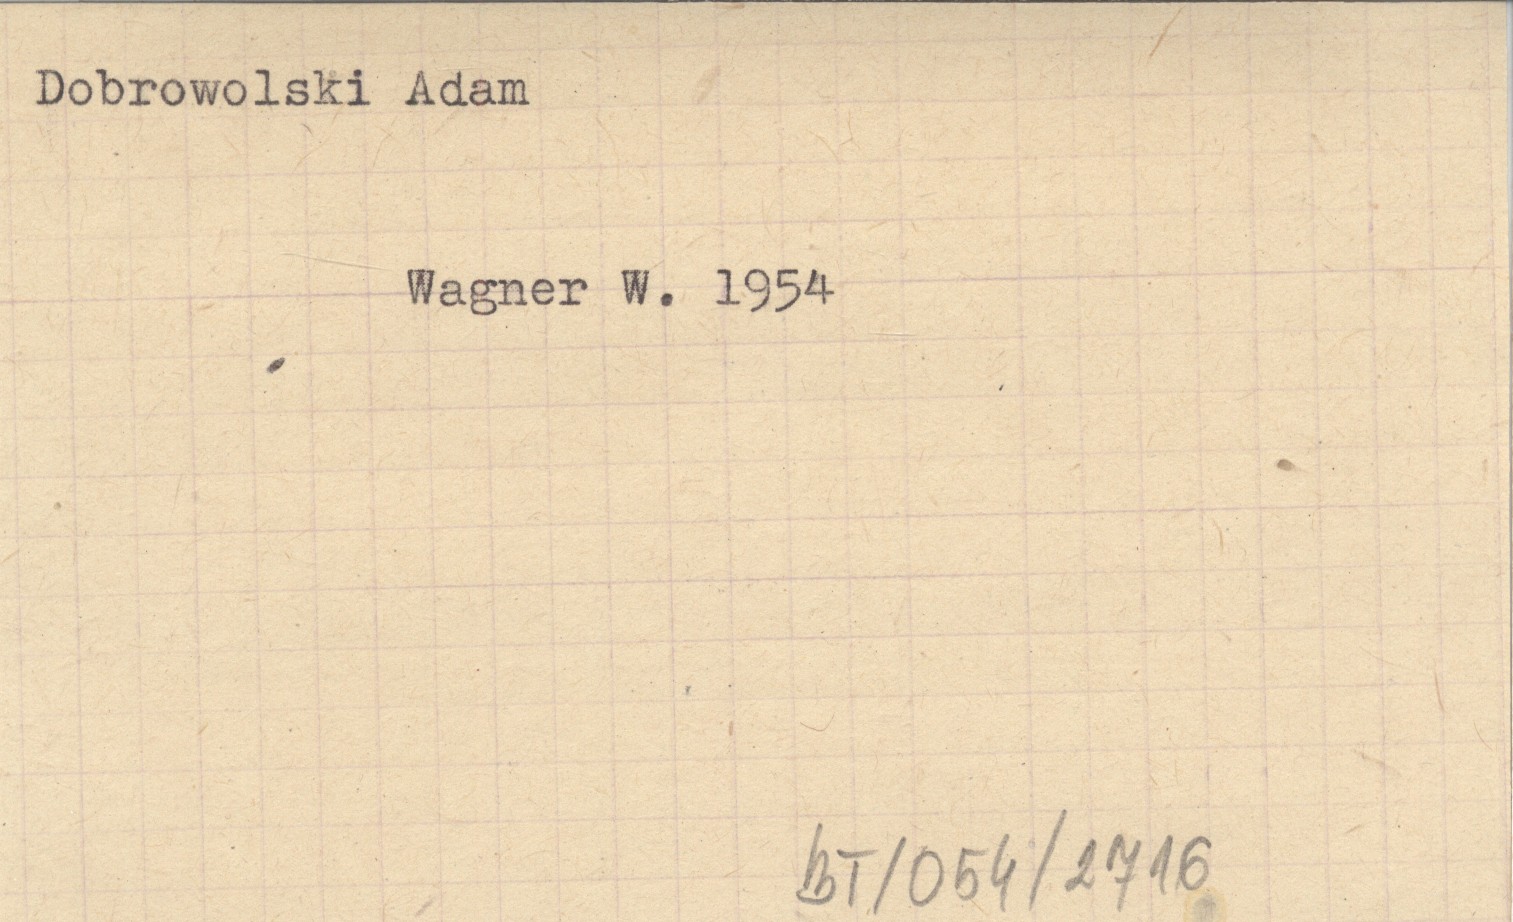 Dobrowolski Adam
Wagner W. 1954
BT/054/2716